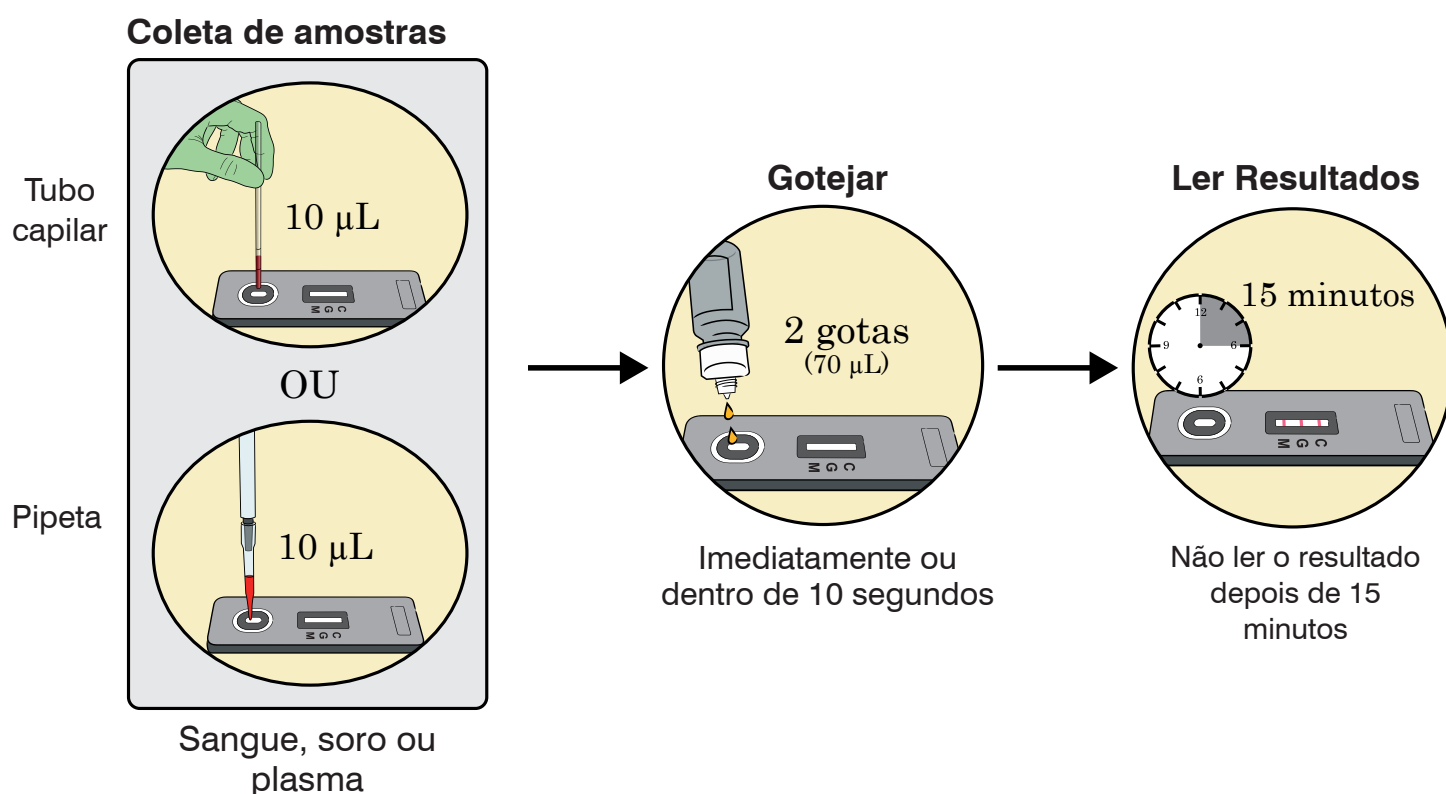 Coleta de amostras
Tubo
capilar
10 µL
M G C
OU
Pipeta
10 µL
M G C
Sangue, soro ou
plasma
Gotejar
2 gotas
(70 µL)
M G C
Imediatamente ou
dentro de 10 segundos
Ler Resultados
15 minutos
12
9
6
6
M G C
Não ler o resultado
depois de 15
minutos